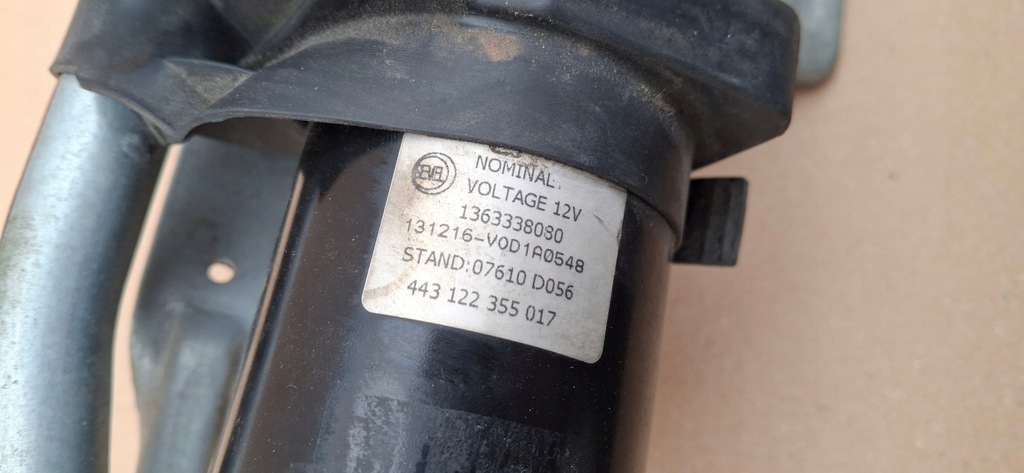 NOMINAL.
VOLTAGE 12V
1363338080
131216-V0D1A0548
STAND:07610 D056
443 122 355 017